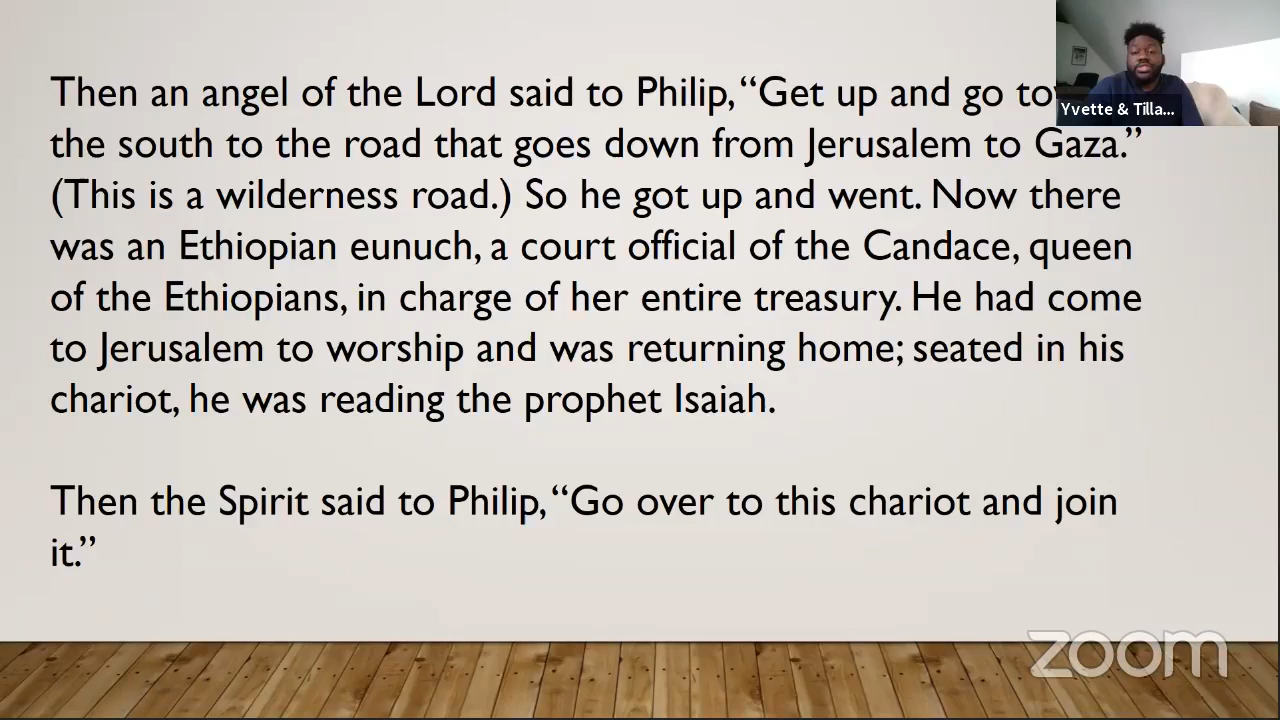 Then an angel of the Lord said to Philip, “Get up and go
the south to the road that goes down from Jerusalem to Gaza.”
(This is a wilderness road.) So he got up and went. Now there
was an Ethiopian eunuch, a court official of the Candace, queen
of the Ethiopians, in charge of her entire treasury. He had come
to Jerusalem to worship and was returning home; seated in his
chariot, he was reading the prophet Isaiah.
Then the Spirit said to Philip, “Go over to this chariot and join
it.”
Yvette & Tilla...
zoom